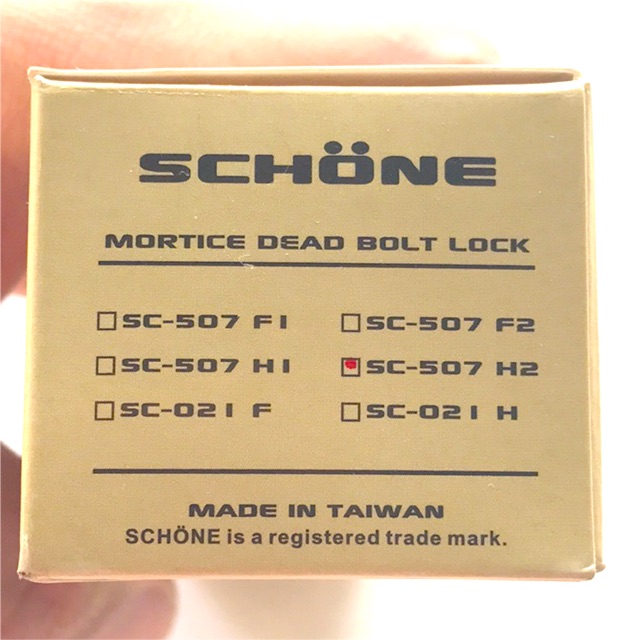 SCHÖNE
MORTICE DEAD BOLT LOCK
SC-507 F1 SC-507 F2
SC-507 H1 SC-507 H2
SC-021 F SC-021 H
MADE IN TAIWAN
SCHÖNE is a registered trade mark.